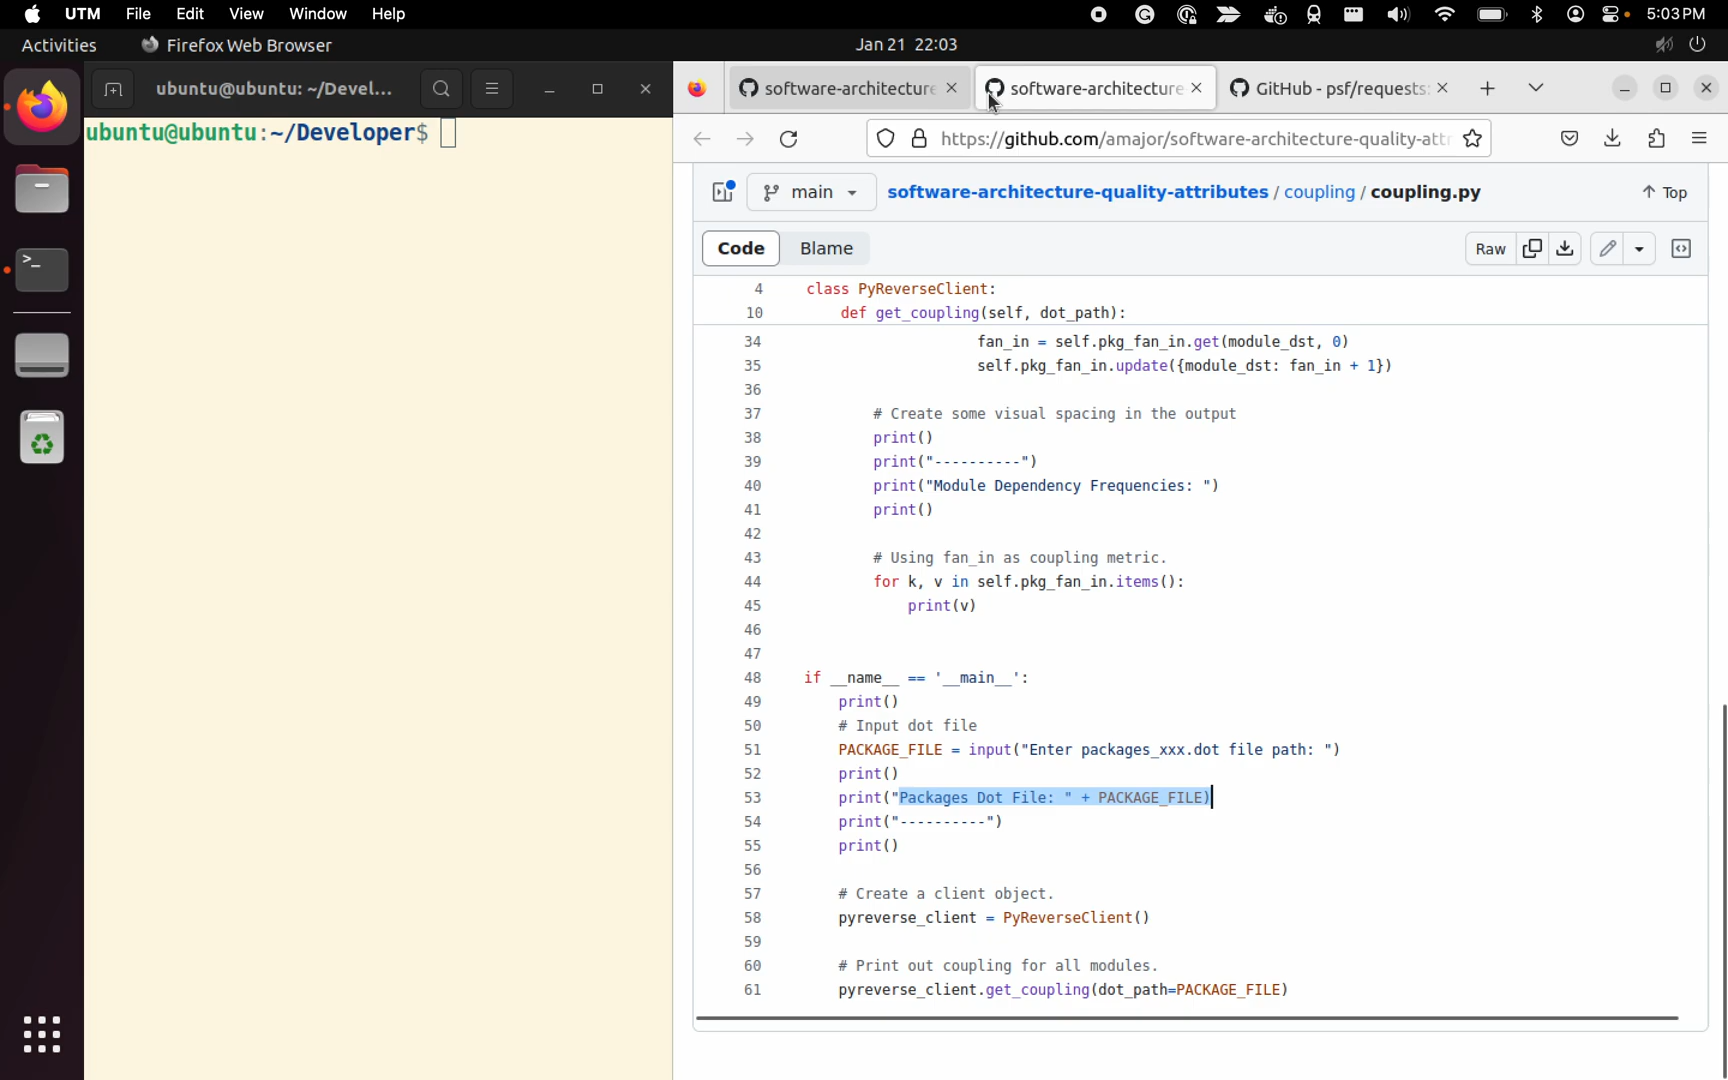 UTM File Edit View Window Help 5:03 PM
Activities Firefox Web Browser Jan 21 22:03
ubuntu@ubuntu: ~/Devel... software-architecture software-architecture GitHub - psf/requests:
ubuntu@ubuntu:~/Developer$
https://github.com/amajor/software-architecture-quality-attr
main software-architecture-quality-attributes / coupling / coupling.py Top
Code Blame Raw
4 class PyReverseClient:
10 def get_coupling(self, dot_path):
34 fan_in = self.pkg_fan_in.get(module_dst, 0)
35 self.pkg_fan_in.update({module_dst: fan_in + 1})
36
37 # Create some visual spacing in the output
38 print()
39 print("----------")
40 print("Module Dependency Frequencies: ")
41 print()
42
43 # Using fan_in as coupling metric.
44 for k, v in self.pkg_fan_in.items():
45 print(v)
46
47
48 if __name__ == '__main__':
49 print()
50 # Input dot file
51 PACKAGE_FILE = input("Enter packages_xxx.dot file path: ")
52 print()
53 print("Packages Dot File: " + PACKAGE_FILE)
54 print("----------")
55 print()
56
57 # Create a client object.
58 pyreverse_client = PyReverseClient()
59
60 # Print out coupling for all modules.
61 pyreverse_client.get_coupling(dot_path=PACKAGE_FILE)